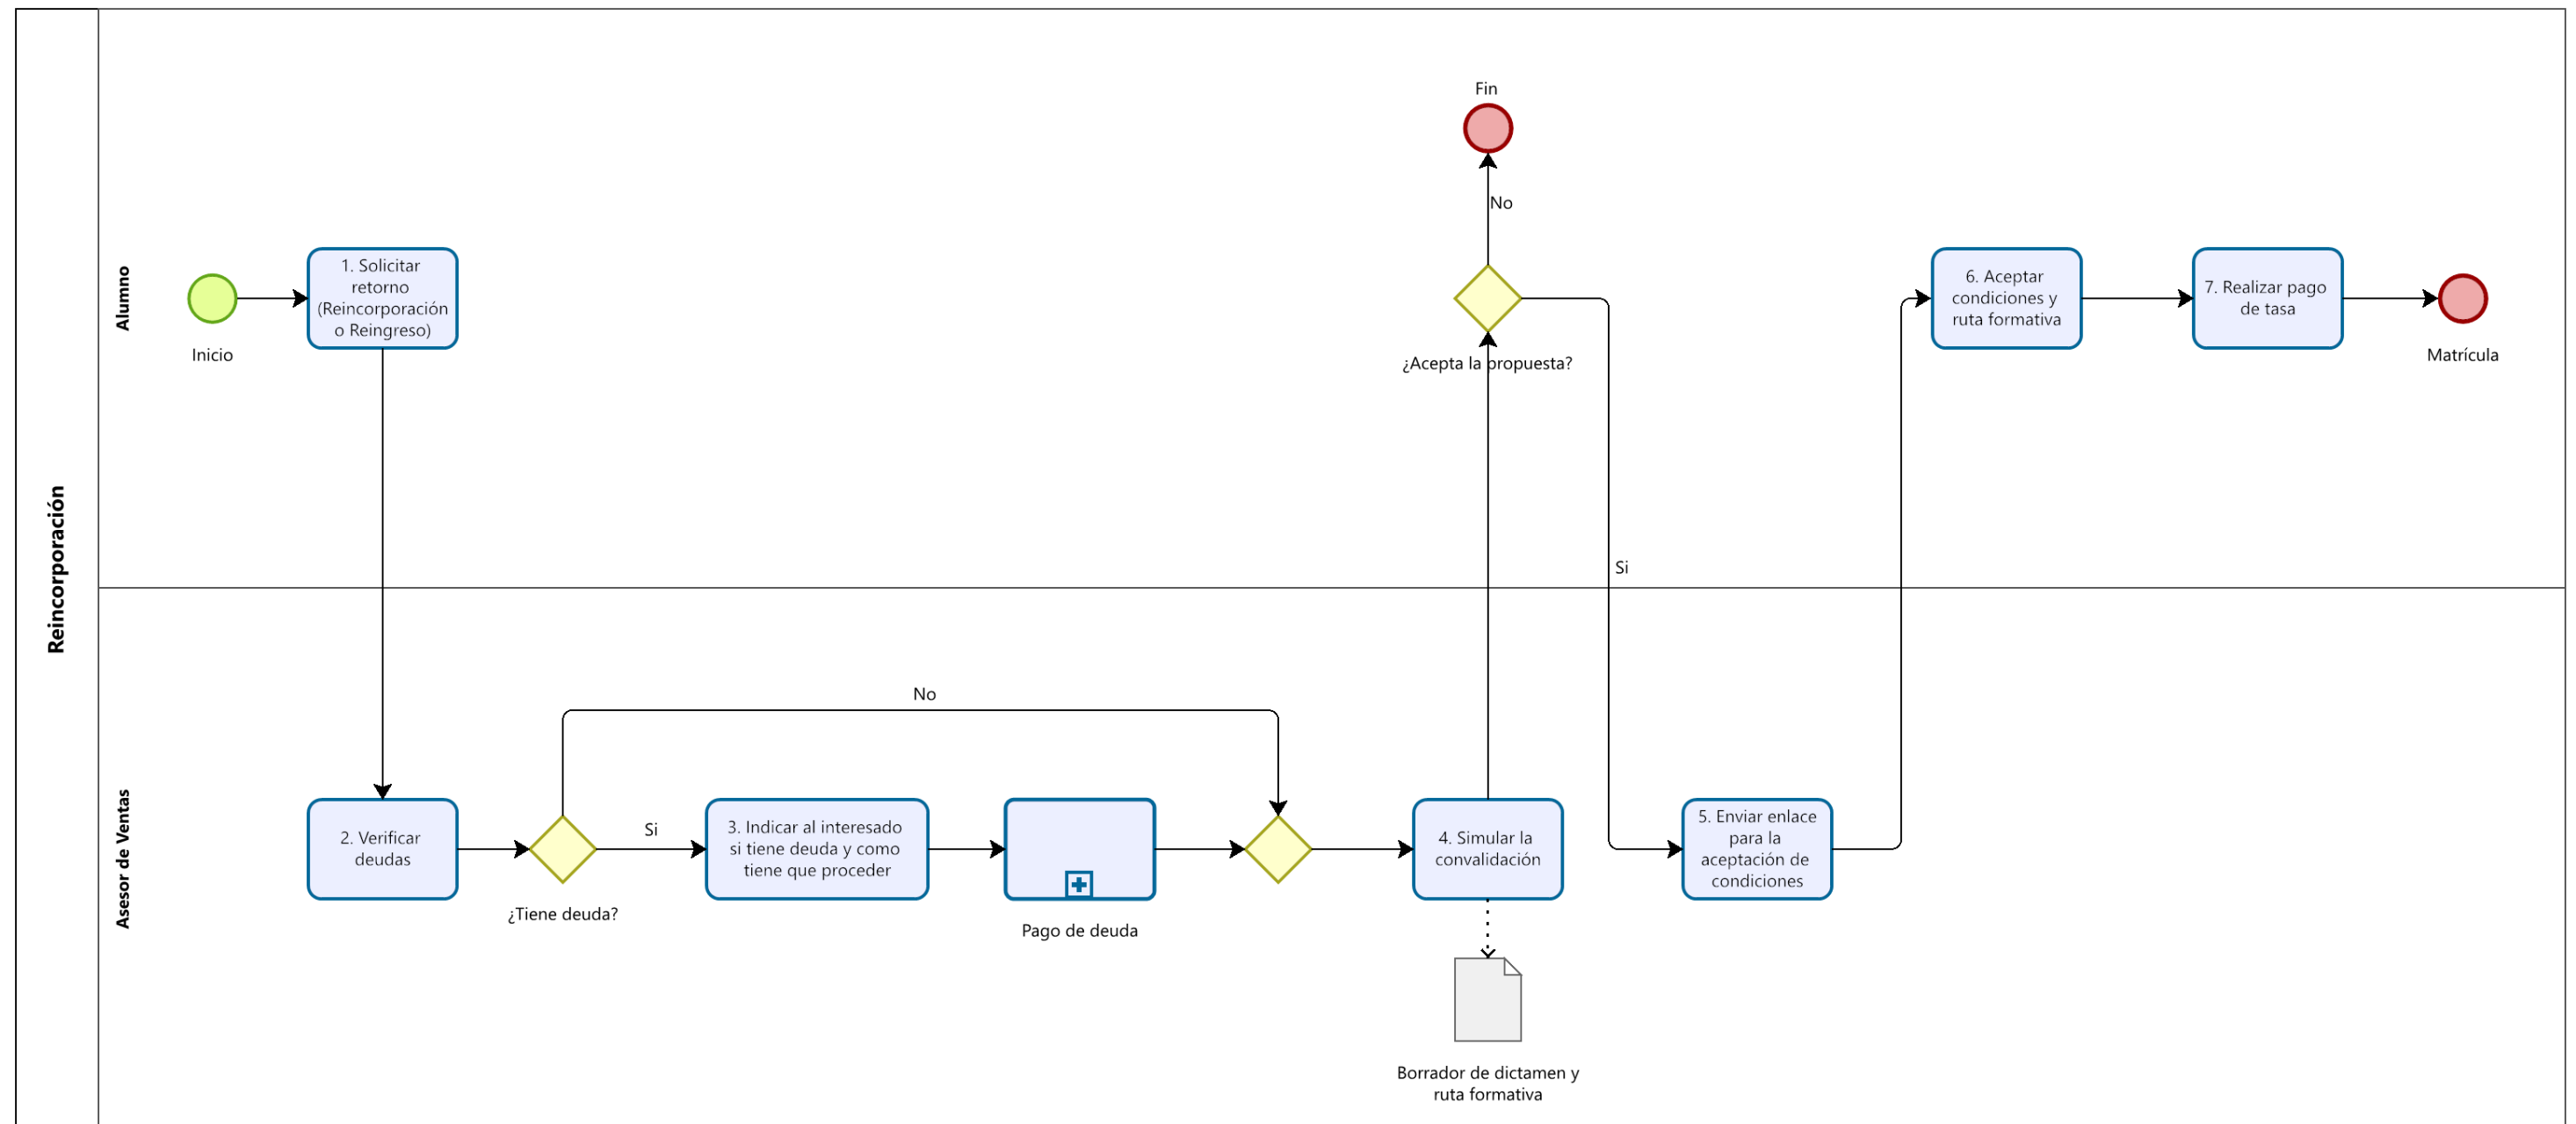 Reincorporación
Alumno
Inicio
1. Solicitar
retorno
(Reincorporación
o Reingreso)
Fin
No
¿Acepta la propuesta?
Si
6. Aceptar
condiciones y
ruta formativa
7. Realizar pago
de tasa
Matrícula
Asesor de Ventas
2. Verificar
deudas
¿Tiene deuda?
No
Si
3. Indicar al interesado
si tiene deuda y como
tiene que proceder
Pago de deuda
4. Simular la
convalidación
Borrador de dictamen y
ruta formativa
5. Enviar enlace
para la
aceptación de
condiciones